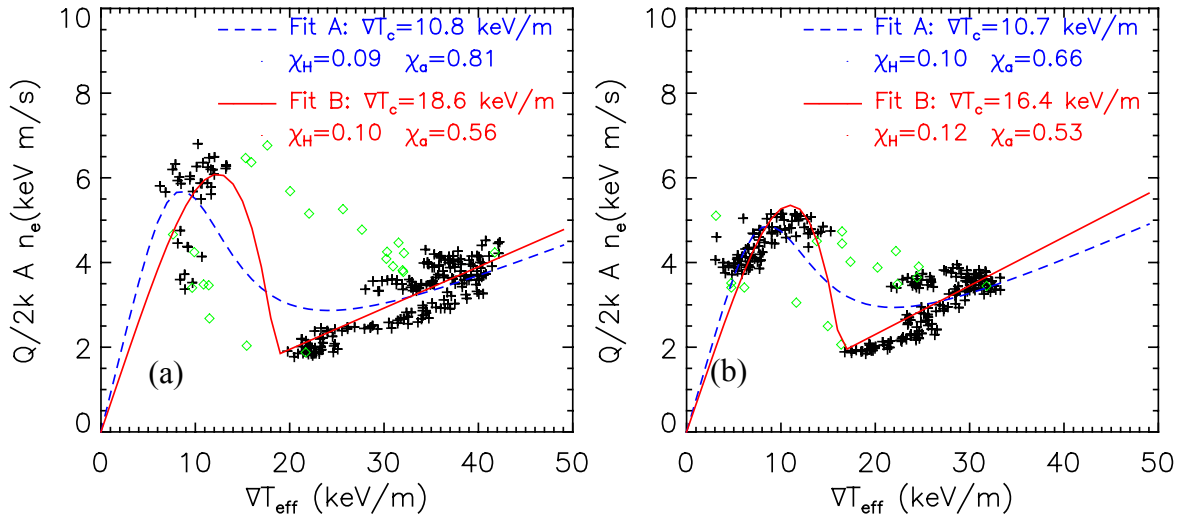 Q/2k A nₑ(keV m/s)
10
8
6
4
2
0
Fit A: ∇T_c=10.8 keV/m
χ_H=0.09 χ_a=0.81
Fit B: ∇T_c=18.6 keV/m
χ_H=0.10 χ_a=0.56
(a)
0 10 20 30 40 50
∇T_eff (keV/m)
Q/2k A nₑ(keV m/s)
10
8
6
4
2
0
Fit A: ∇T_c=10.7 keV/m
χ_H=0.10 χ_a=0.66
Fit B: ∇T_c=16.4 keV/m
χ_H=0.12 χ_a=0.53
(b)
0 10 20 30 40 50
∇T_eff (keV/m)